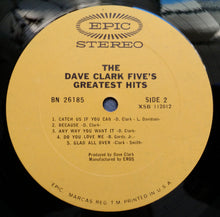 EPIC
STEREO
THE
DAVE CLARK FIVE'S
GREATEST HITS
BN 26185 SIDE 2
XSB 112012
1. CATCH US IF YOU CAN -D. Clark-L. Davidson-
2. BECAUSE -D. Clark-
3. ANY WAY YOU WANT IT -D. Clark-
4. DO YOU LOVE ME -B. Gordy, Jr.-
5. GLAD ALL OVER -Clark-Smith-
Produced by Dave Clark
Manufactured by EROS
EPIC, MARCAS REG. T.M. PRINTED IN U.S.A.